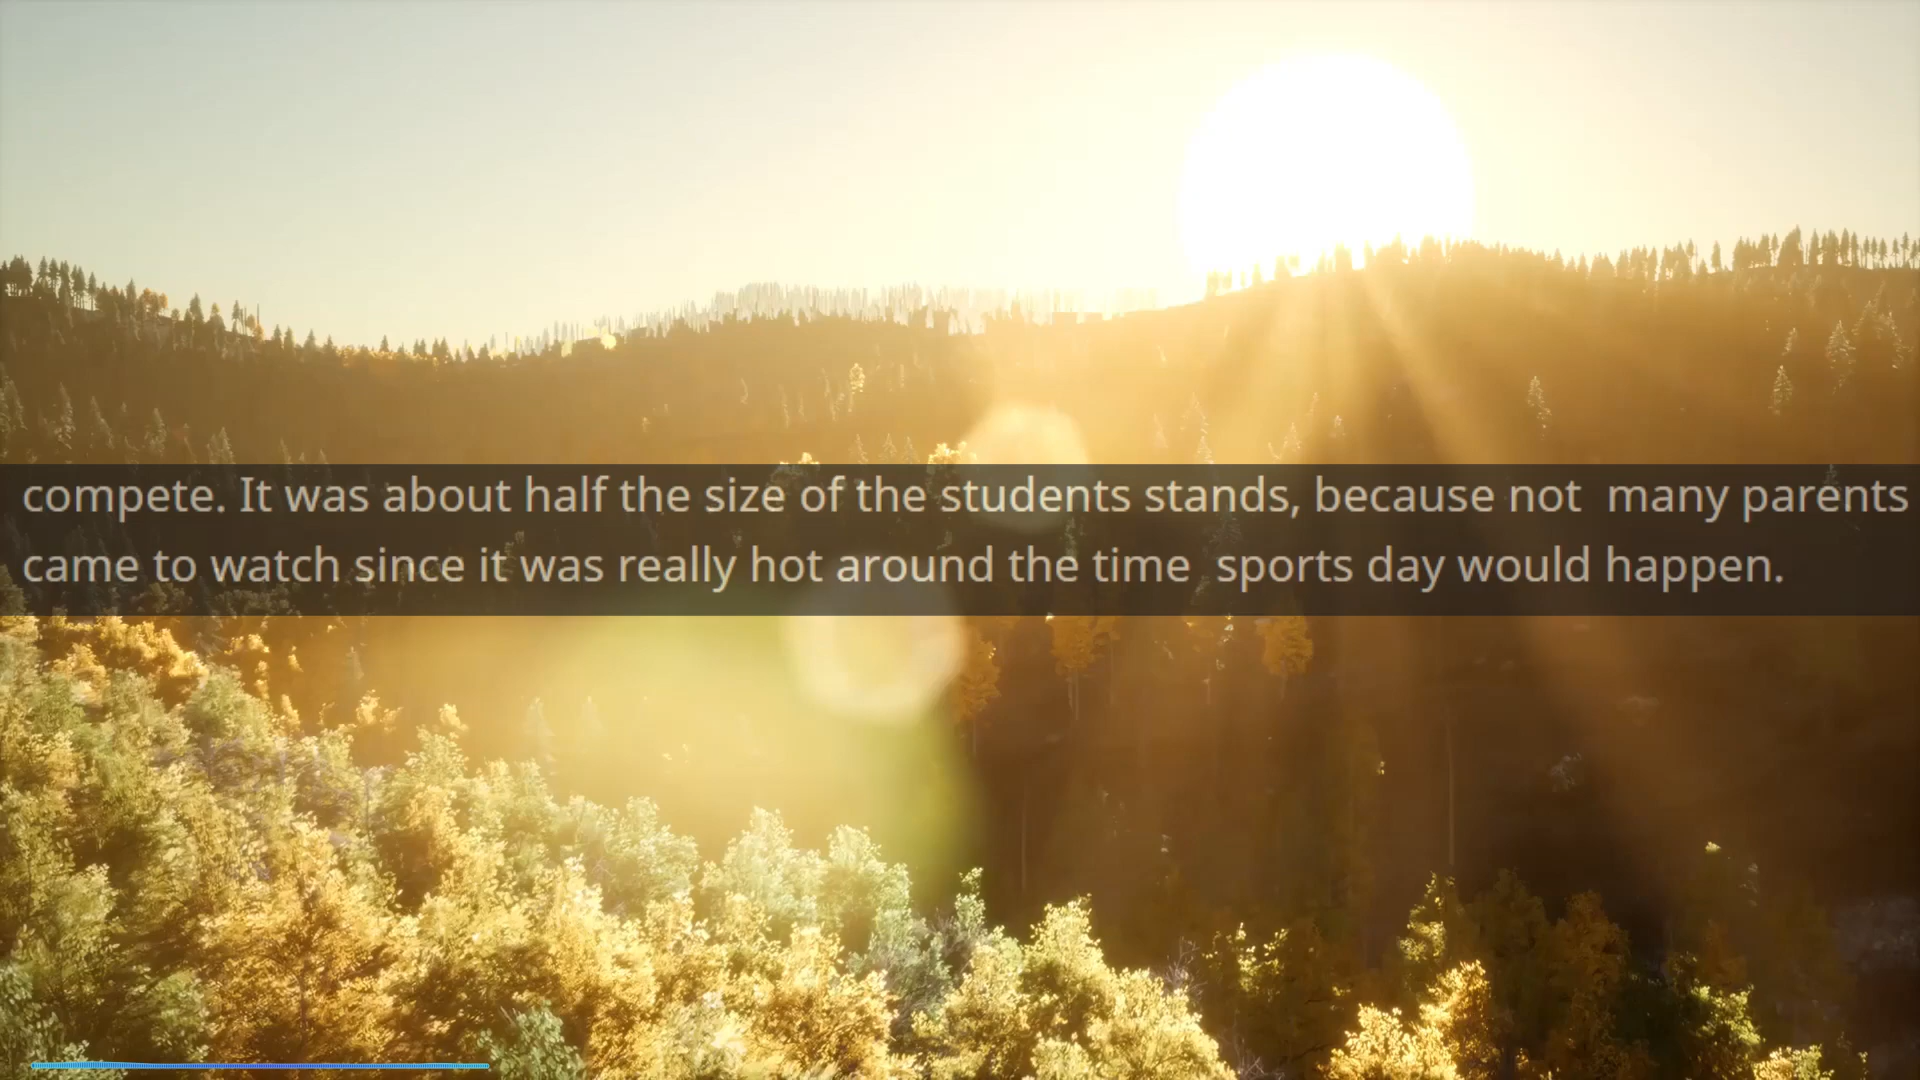 compete. It was about half the size of the students stands, because not  many parents
came to watch since it was really hot around the time  sports day would happen.